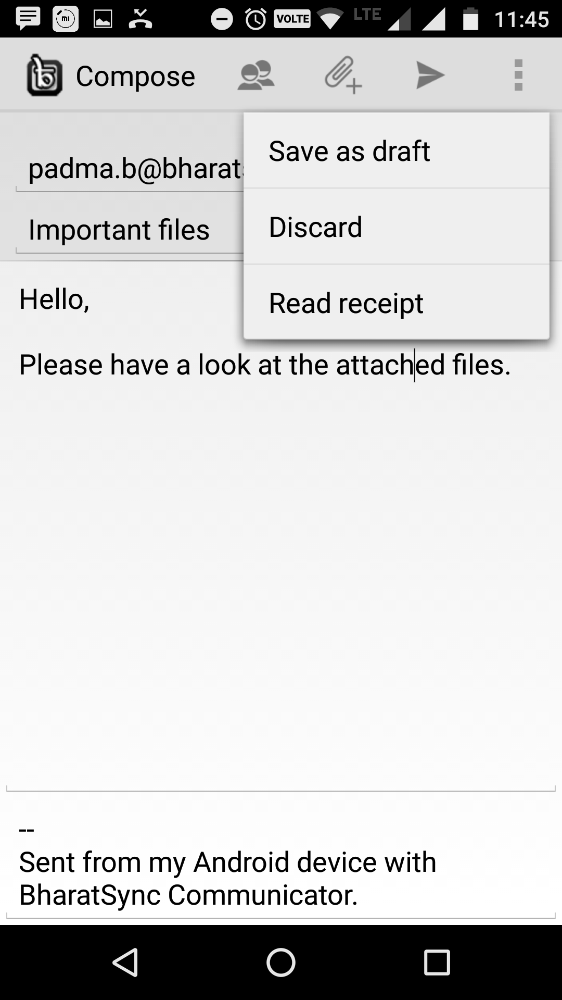 VOLTE LTE 11:45
Compose
Save as draft
padma.b@bharat
Discard
Important files
Read receipt
Hello,
Please have a look at the attached files.
--
Sent from my Android device with
BharatSync Communicator.